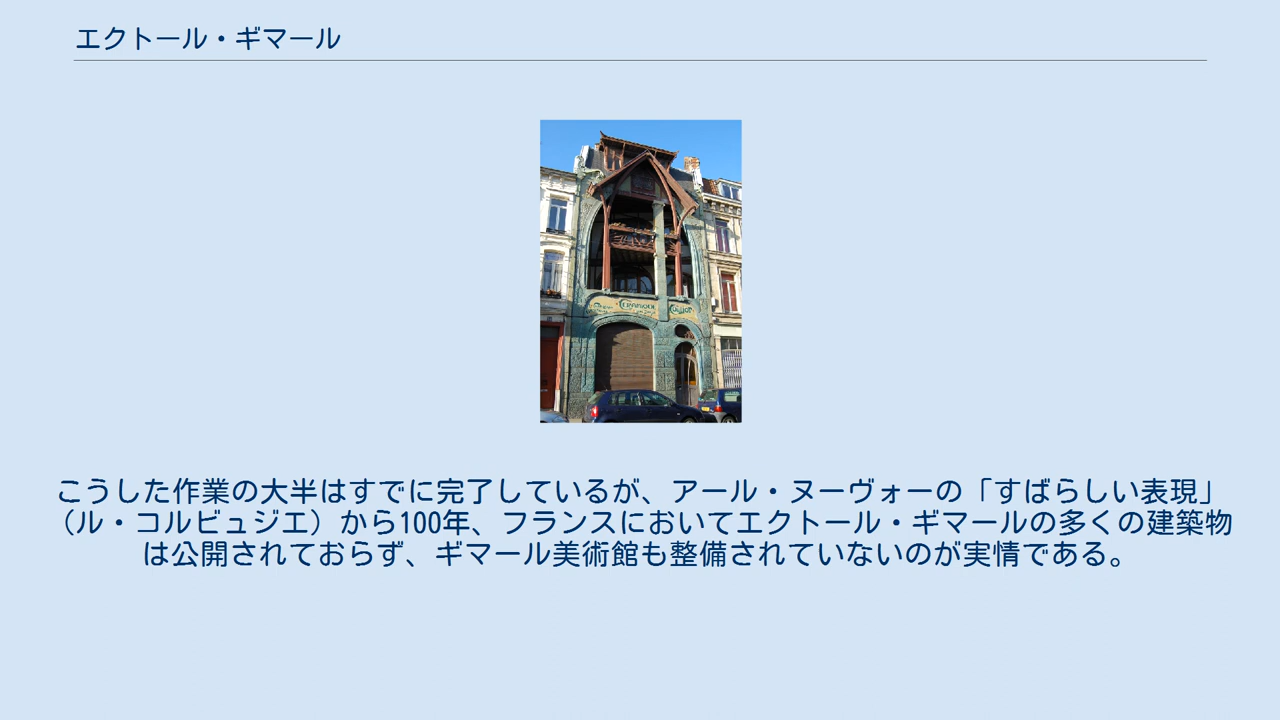 エクトール・ギマール
COILLIOT
こうした作業の大半はすでに完了しているが、アール・ヌーヴォーの「すばらしい表現」
（ル・コルビュジエ）から100年、フランスにおいてエクトール・ギマールの多くの建築物
は公開されておらず、ギマール美術館も整備されていないのが実情である。